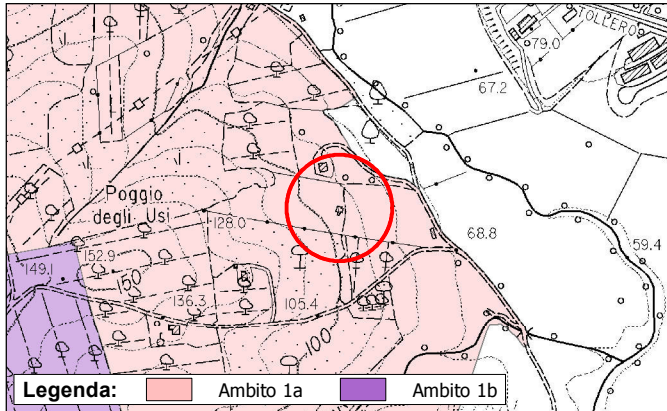 TOLLERO
79.0
67.2
Poggio
degli Usi
128.0
68.8
59.4
152.9
149.1
150
136.3
105.4
100
Legenda: Ambito 1a Ambito 1b